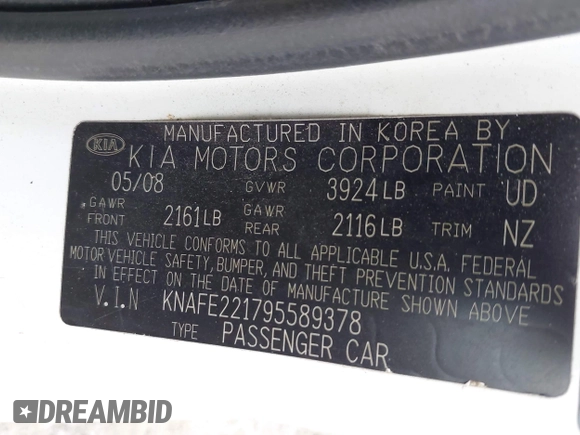 MANUFACTURED IN KOREA BY
KIA KIA MOTORS CORPORATION
05/08 GVWR 3924LB PAINT UD
GAWR FRONT 2161LB GAWR REAR 2116LB TRIM NZ
THIS VEHICLE CONFORMS TO ALL APPLICABLE U.S.A. FEDERAL
MOTOR VEHICLE SAFETY, BUMPER, AND THEFT PREVENTION STANDARDS
IN EFFECT ON THE DATE OF MANUFACTURE SHOWN ABOVE
V.I.N KNAFE221795589378
TYPE PASSENGER CAR
DREAMBID